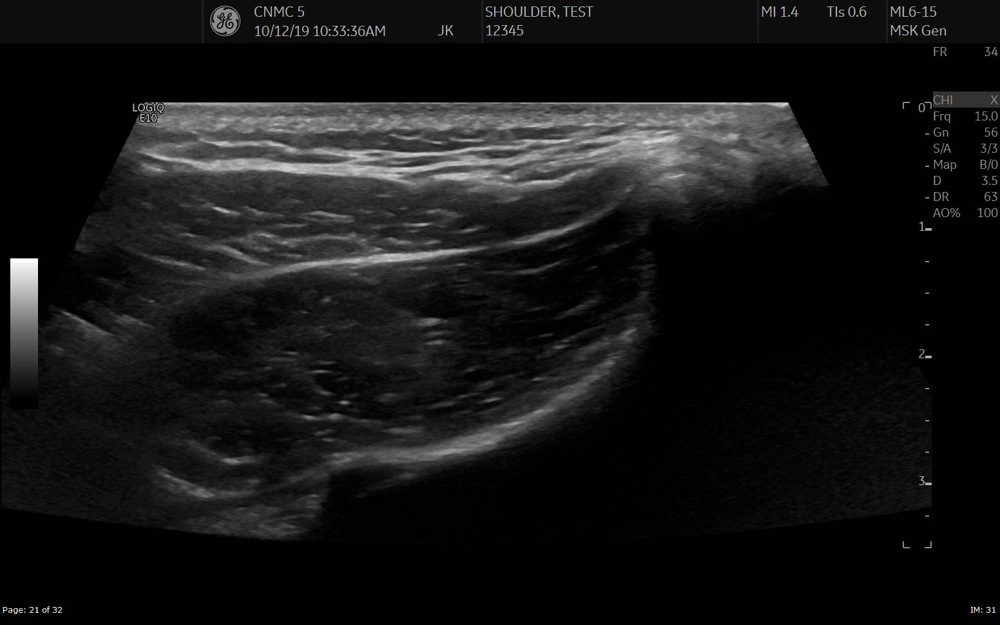 CNMC 5
10/12/19 10:33:36AM JK
SHOULDER, TEST
12345
MI 1.4 TIs 0.6
ML6-15
MSK Gen
FR 34
LOGIQ
E10
CHI X
Frq 15.0
Gn 56
S/A 3/3
Map B/0
D 3.5
DR 63
AO% 100
0
1
2
3
Page: 21 of 32
IM: 31